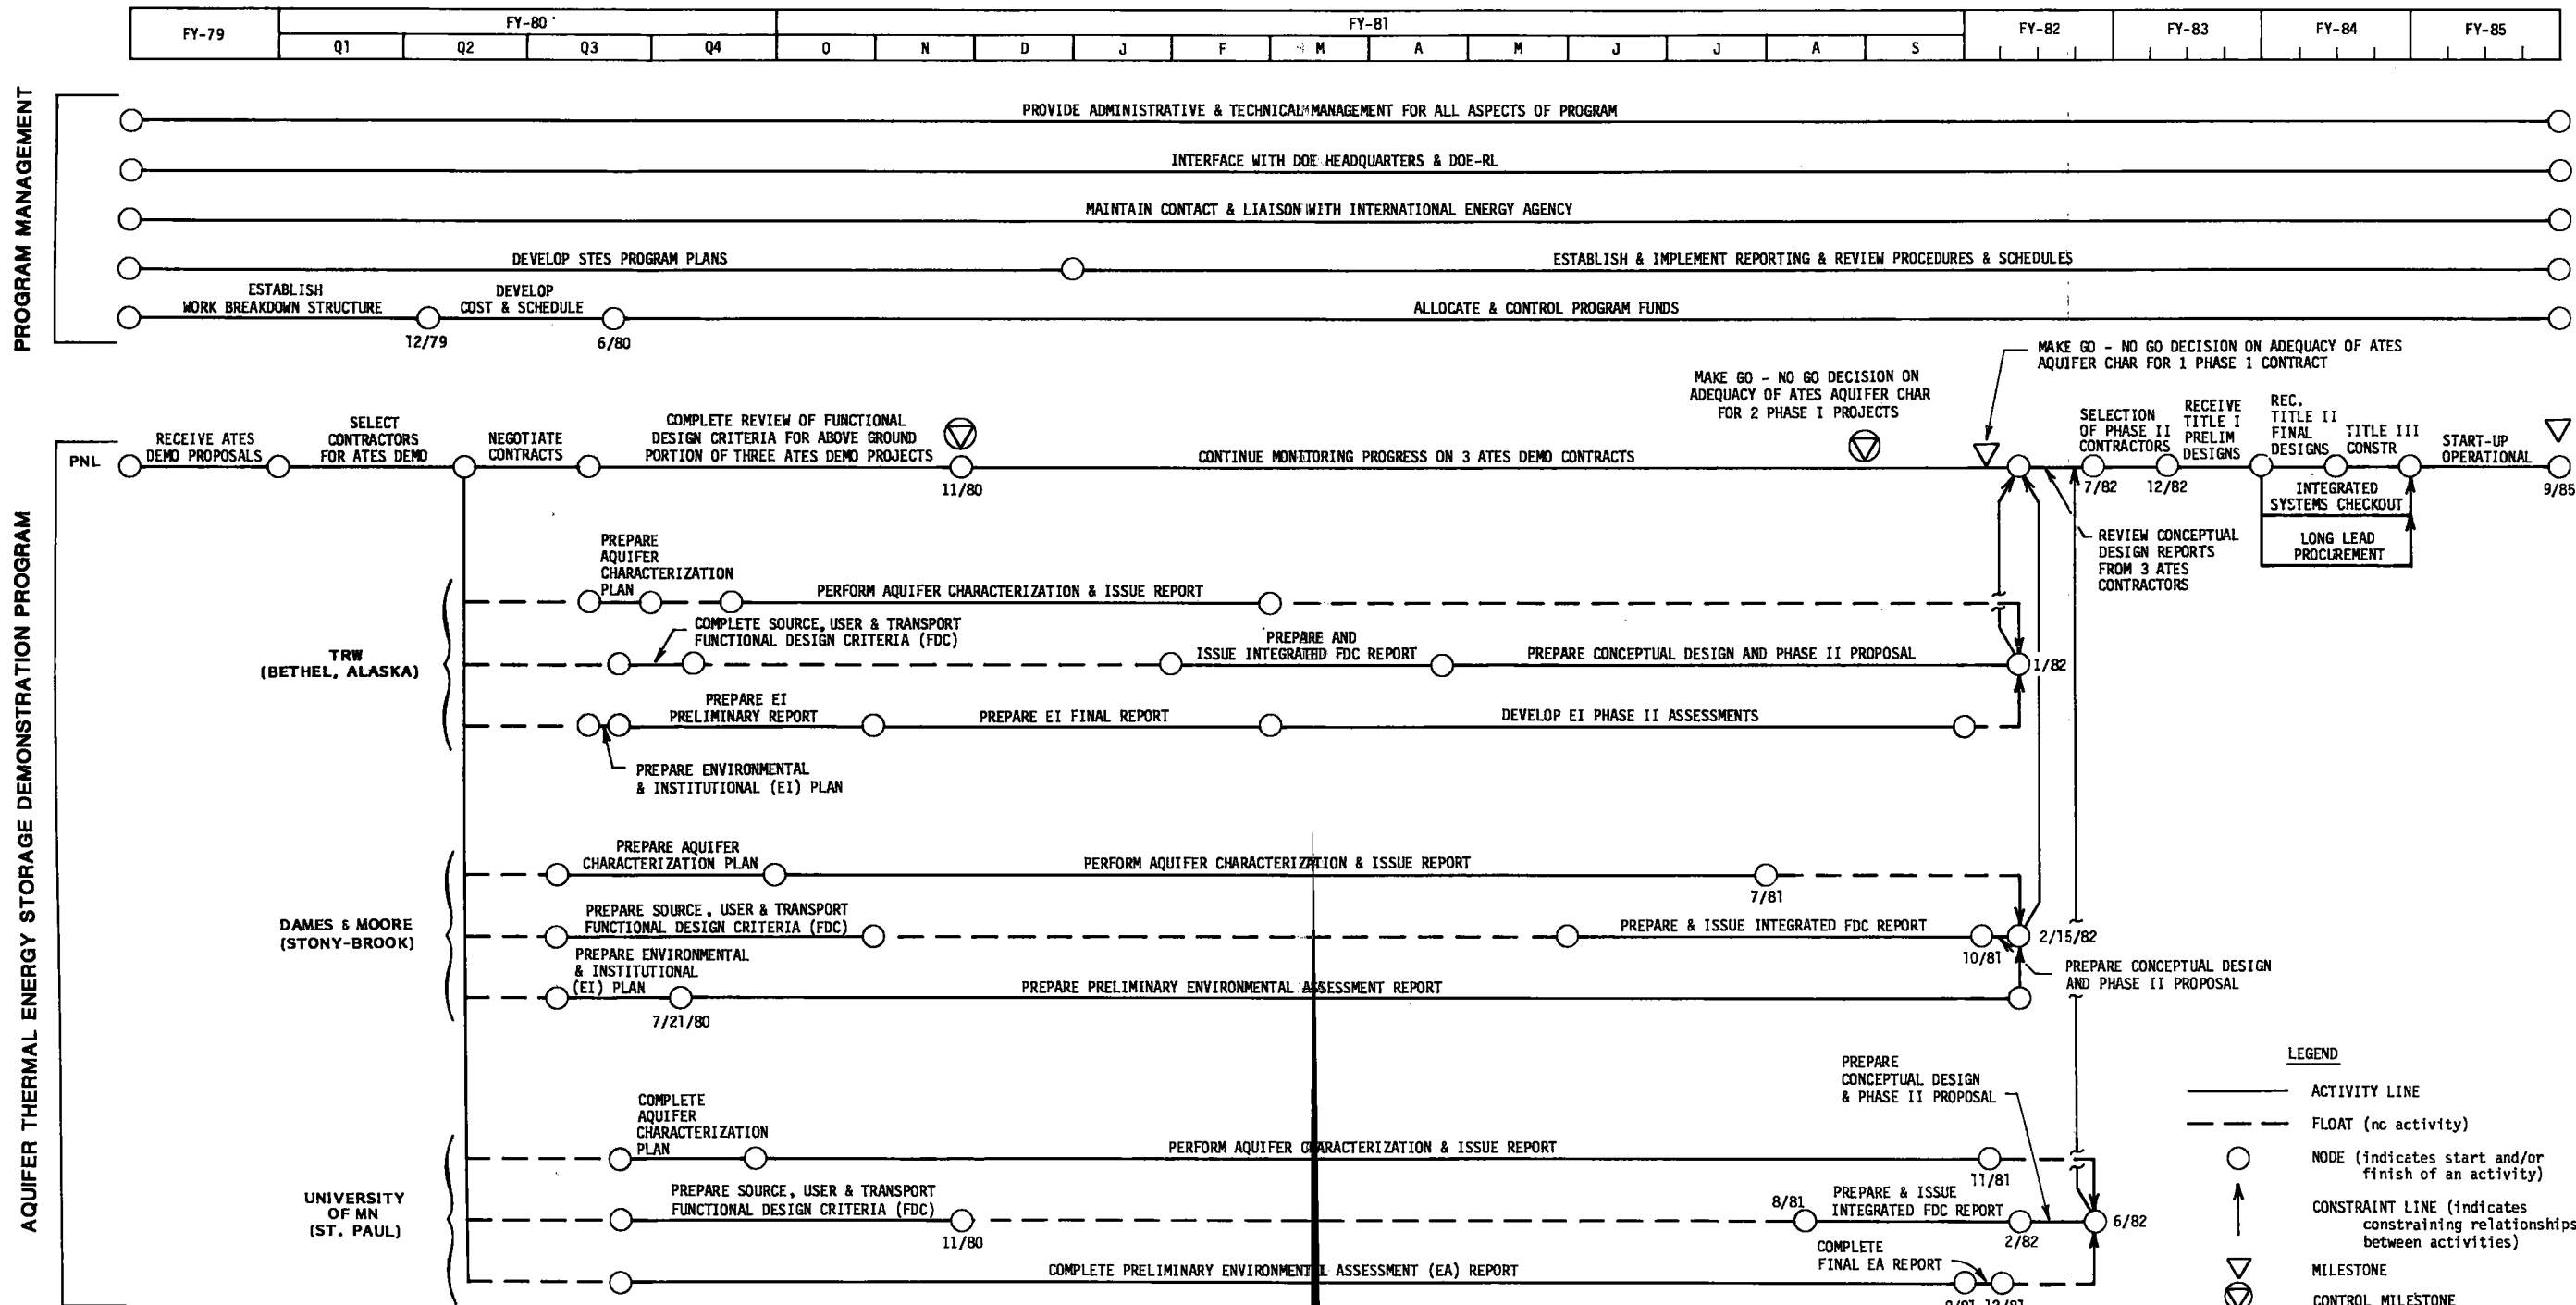 FY-79
FY-80
FY-81
FY-82
FY-83
FY-84
FY-85
Q1
Q2
Q3
Q4
O
N
D
J
F
M
A
M
J
J
A
S
PROGRAM MANAGEMENT
PROVIDE ADMINISTRATIVE & TECHNICAL MANAGEMENT FOR ALL ASPECTS OF PROGRAM
INTERFACE WITH DOE HEADQUARTERS & DOE-RL
MAINTAIN CONTACT & LIAISON WITH INTERNATIONAL ENERGY AGENCY
DEVELOP STES PROGRAM PLANS
ESTABLISH & IMPLEMENT REPORTING & REVIEW PROCEDURES & SCHEDULES
ESTABLISH
WORK BREAKDOWN STRUCTURE
DEVELOP
COST & SCHEDULE
ALLOCATE & CONTROL PROGRAM FUNDS
12/79
6/80
AQUIFER THERMAL ENERGY STORAGE DEMONSTRATION PROGRAM
MAKE GO - NO GO DECISION ON ADEQUACY OF ATES
AQUIFER CHAR FOR 1 PHASE 1 CONTRACT
MAKE GO - NO GO DECISION ON
ADEQUACY OF ATES AQUIFER CHAR
FOR 2 PHASE I PROJECTS
PNL
RECEIVE ATES
DEMO PROPOSALS
SELECT
CONTRACTORS
FOR ATES DEMO
NEGOTIATE
CONTRACTS
COMPLETE REVIEW OF FUNCTIONAL
DESIGN CRITERIA FOR ABOVE GROUND
PORTION OF THREE ATES DEMO PROJECTS
11/80
CONTINUE MONITORING PROGRESS ON 3 ATES DEMO CONTRACTS
SELECTION
OF PHASE II
CONTRACTORS
RECEIVE
TITLE I
PRELIM
DESIGNS
REC.
TITLE II
FINAL
DESIGNS
TITLE III
CONSTR
START-UP
OPERATIONAL
7/82
12/82
9/85
INTEGRATED
SYSTEMS CHECKOUT
LONG LEAD
PROCUREMENT
REVIEW CONCEPTUAL
DESIGN REPORTS
FROM 3 ATES
CONTRACTORS
TRW
(BETHEL, ALASKA)
PREPARE
AQUIFER
CHARACTERIZATION
PLAN
PERFORM AQUIFER CHARACTERIZATION & ISSUE REPORT
COMPLETE SOURCE, USER & TRANSPORT
FUNCTIONAL DESIGN CRITERIA (FDC)
PREPARE AND
ISSUE INTEGRATED FDC REPORT
PREPARE CONCEPTUAL DESIGN AND PHASE II PROPOSAL
1/82
PREPARE EI
PRELIMINARY REPORT
PREPARE EI FINAL REPORT
DEVELOP EI PHASE II ASSESSMENTS
PREPARE ENVIRONMENTAL
& INSTITUTIONAL (EI) PLAN
DAMES & MOORE
(STONY-BROOK)
PREPARE AQUIFER
CHARACTERIZATION PLAN
PERFORM AQUIFER CHARACTERIZATION & ISSUE REPORT
7/81
PREPARE SOURCE, USER & TRANSPORT
FUNCTIONAL DESIGN CRITERIA (FDC)
PREPARE & ISSUE INTEGRATED FDC REPORT
10/81
2/15/82
PREPARE CONCEPTUAL DESIGN
AND PHASE II PROPOSAL
PREPARE ENVIRONMENTAL
& INSTITUTIONAL
(EI) PLAN
7/21/80
PREPARE PRELIMINARY ENVIRONMENTAL ASSESSMENT REPORT
UNIVERSITY
OF MN
(ST. PAUL)
COMPLETE
AQUIFER
CHARACTERIZATION
PLAN
PERFORM AQUIFER CHARACTERIZATION & ISSUE REPORT
11/81
PREPARE
CONCEPTUAL DESIGN
& PHASE II PROPOSAL
PREPARE SOURCE, USER & TRANSPORT
FUNCTIONAL DESIGN CRITERIA (FDC)
11/80
8/81
PREPARE & ISSUE
INTEGRATED FDC REPORT
2/82
6/82
COMPLETE PRELIMINARY ENVIRONMENTAL ASSESSMENT (EA) REPORT
COMPLETE
FINAL EA REPORT
LEGEND
ACTIVITY LINE
FLOAT (no activity)
NODE (indicates start and/or
finish of an activity)
CONSTRAINT LINE (indicates
constraining relationships
between activities)
MILESTONE
CONTROL MILESTONE